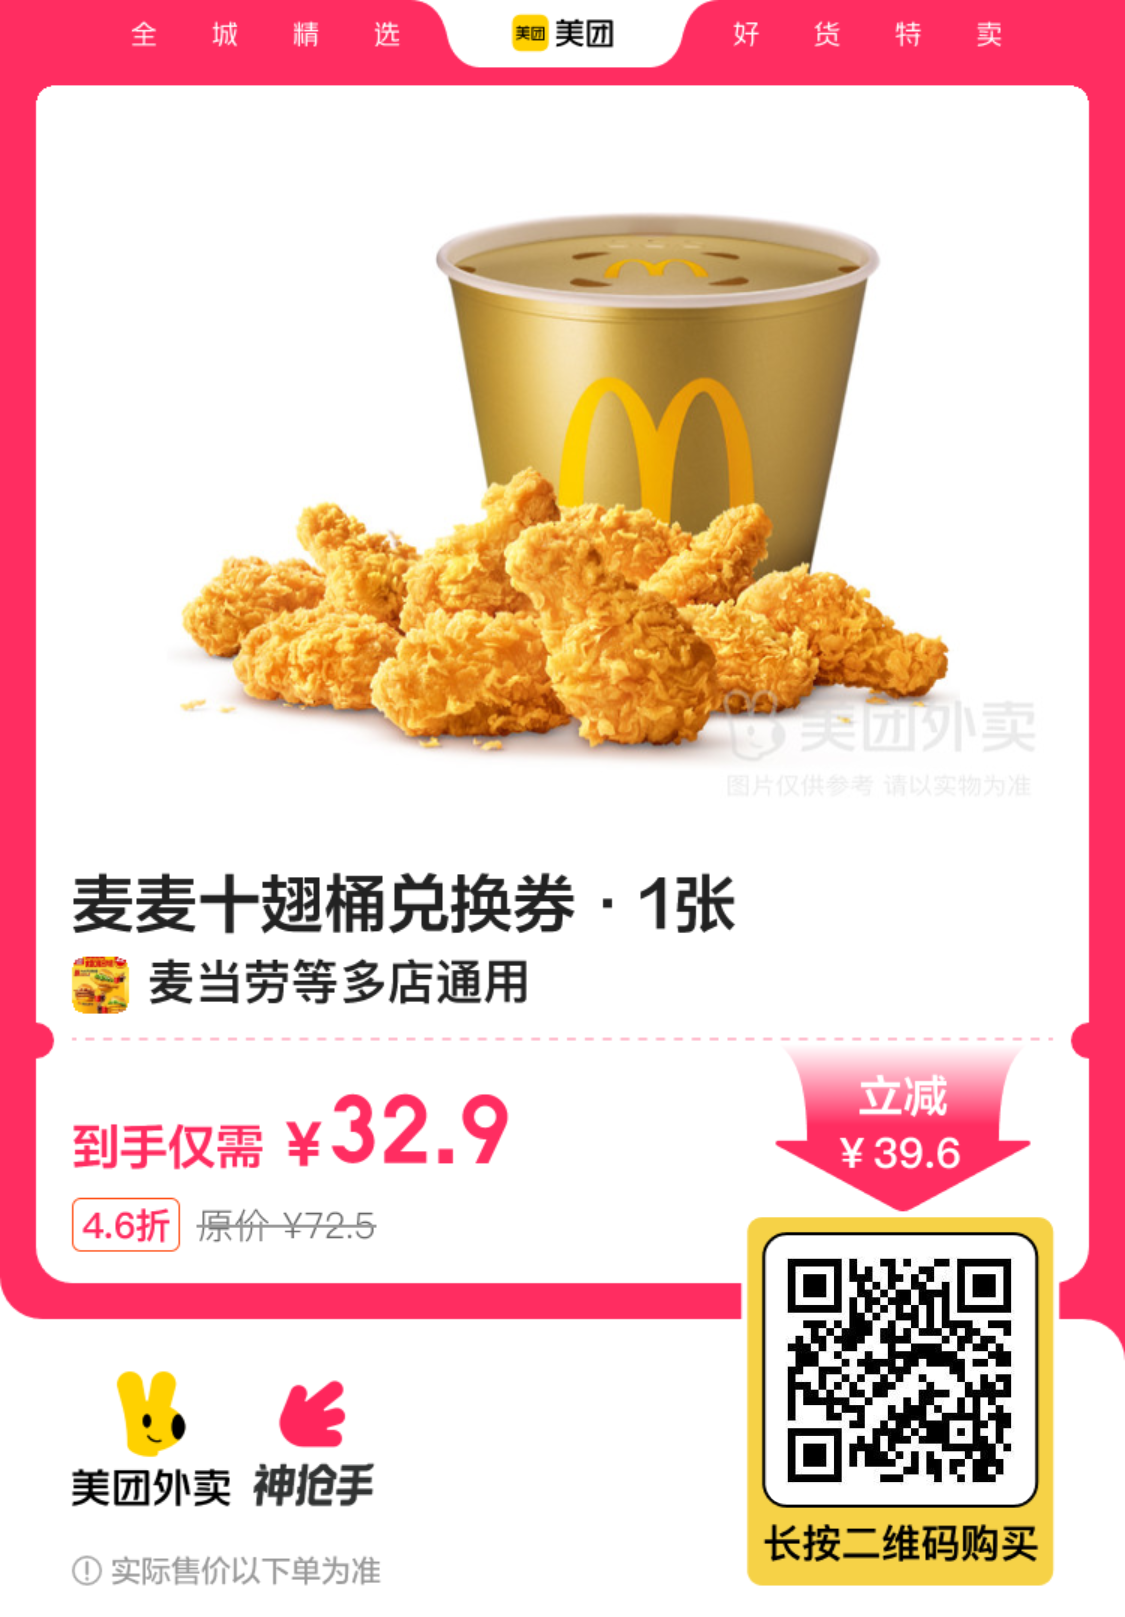 全城精选
美团 美团
好货特卖
美团外卖
图片仅供参考 请以实物为准
麦麦十翅桶兑换券 · 1张
麦当劳等多店通用
到手仅需 ¥32.9
立减
¥ 39.6
4.6折 原价 ¥72.5
美团外卖 神抢手
长按二维码购买
实际售价以下单为准